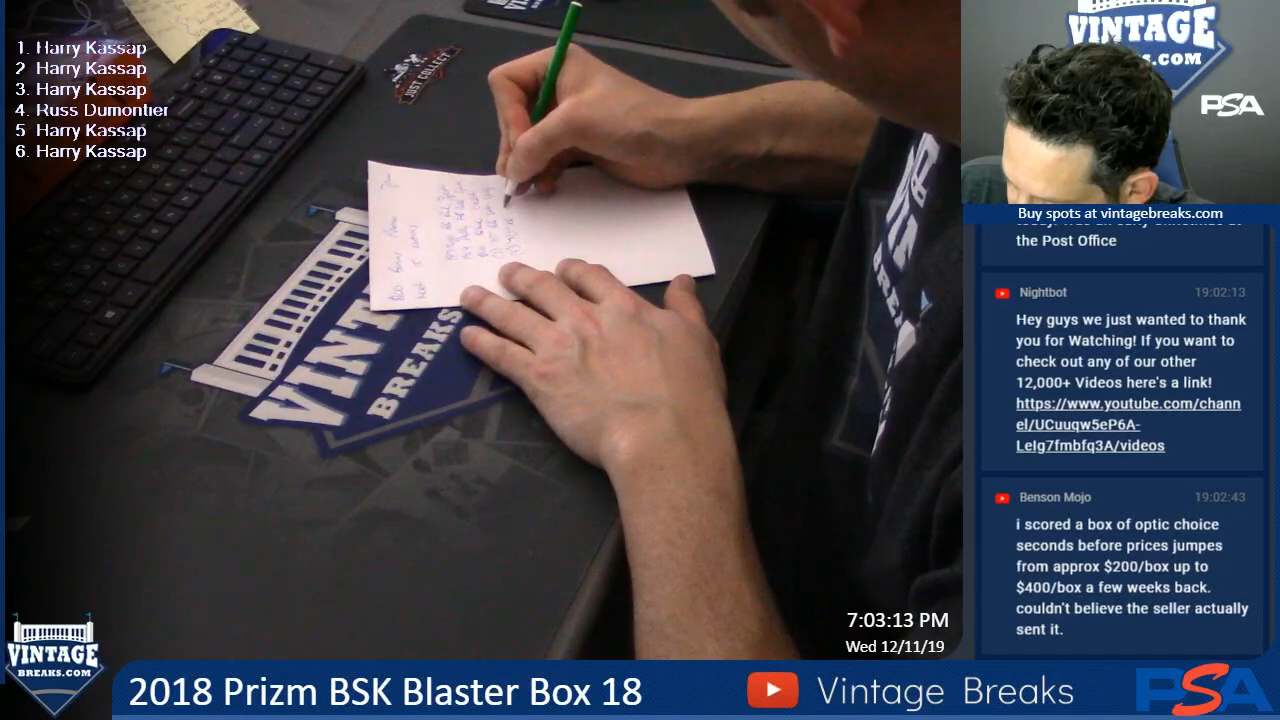 1. Harry Kassap
2 Harry Kassap
3. Harry Kassap
4. Russ Dumontier
5 Harry Kassap
6. Harry Kassap
JUST COLLECT
VINT
BREAKS
VINTAGE
.COM
PSA
Buy spots at vintagebreaks.com
the Post Office
Nightbot 19:02:13
Hey guys we just wanted to thank
you for Watching! If you want to
check out any of our other
12,000+ Videos here's a link!
https://www.youtube.com/chann
el/UCuuqw5eP6A-
LeIg7fmbfq3A/videos
Benson Mojo 19:02:43
i scored a box of optic choice
seconds before prices jumpes
from approx $200/box up to
$400/box a few weeks back.
couldn't believe the seller actually
sent it.
7:03:13 PM
Wed 12/11/19
VINTAGE
BREAKS.COM
2018 Prizm BSK Blaster Box 18
Vintage Breaks
PSA